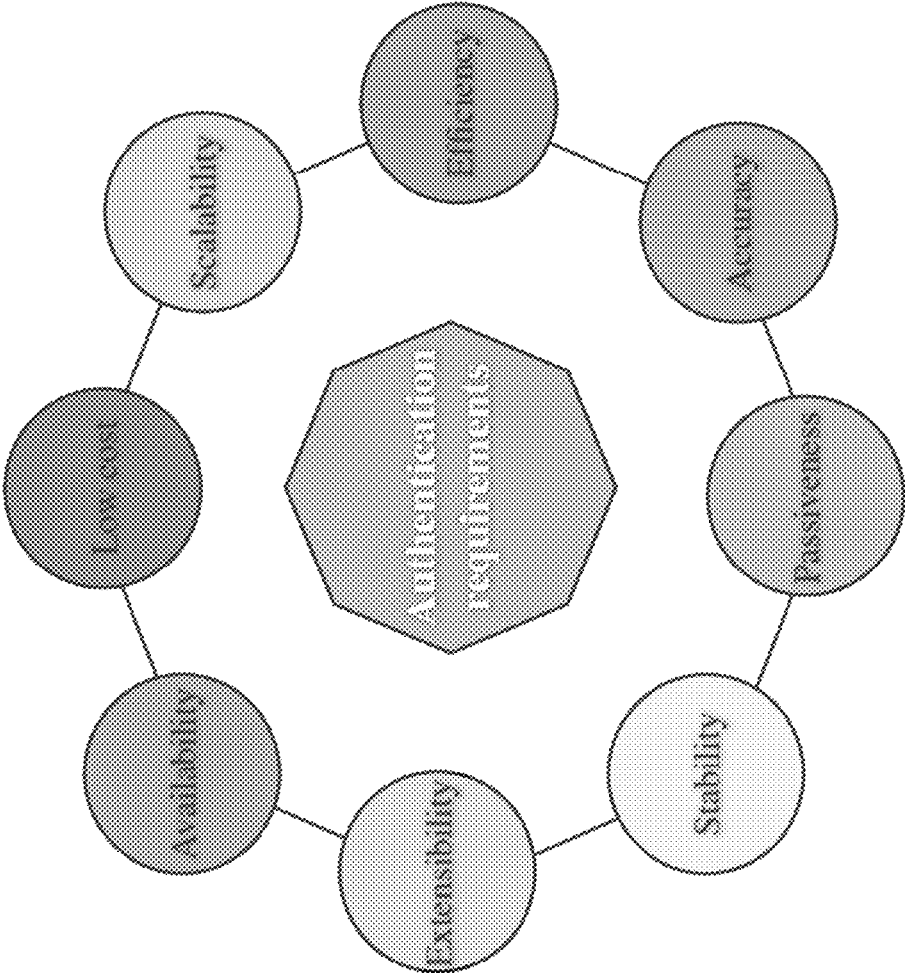 Low cost
Scalability
Efficiency
Accuracy
Passiveness
Stability
Extensibility
Availability
Authentication
requirements